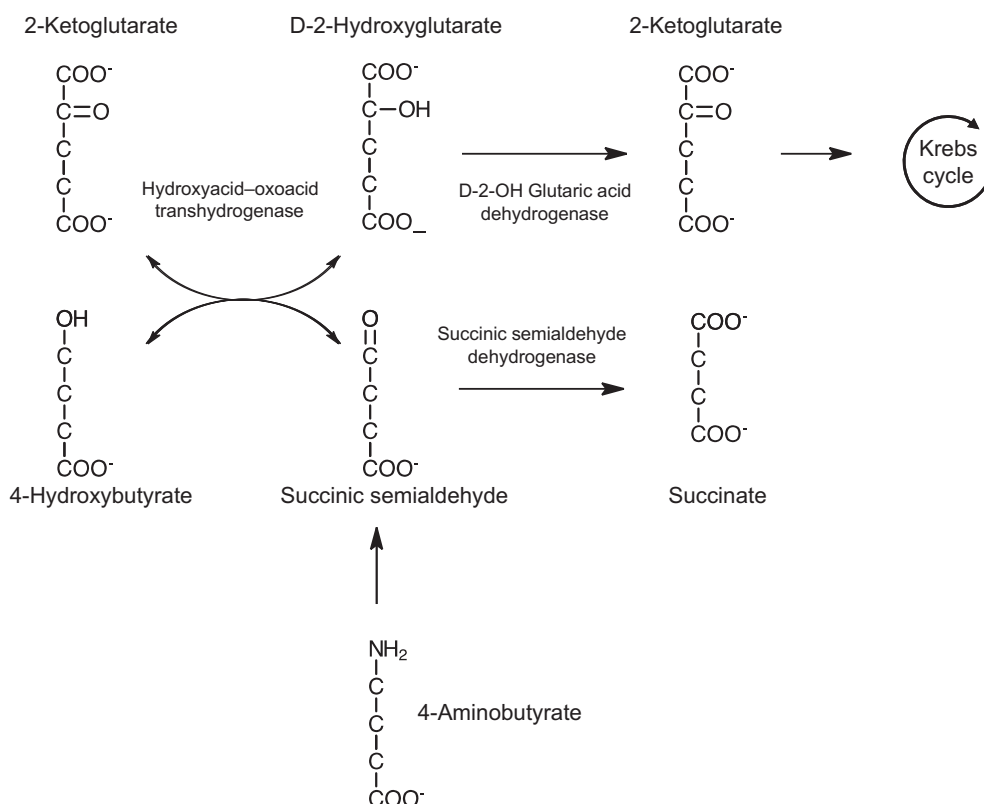 2-Ketoglutarate
D-2-Hydroxyglutarate
2-Ketoglutarate
COO-
C=O
C
C
COO-
COO-
C–OH
C
C
COO_
COO-
C=O
C
C
COO-
Hydroxyacid–oxoacid
transhydrogenase
D-2-OH Glutaric acid
dehydrogenase
Krebs
cycle
OH
C
C
C
COO-
O
C
C
C
COO-
Succinic semialdehyde
dehydrogenase
COO-
C
C
COO-
4-Hydroxybutyrate
Succinic semialdehyde
Succinate
NH2
C
C
C
COO-
4-Aminobutyrate